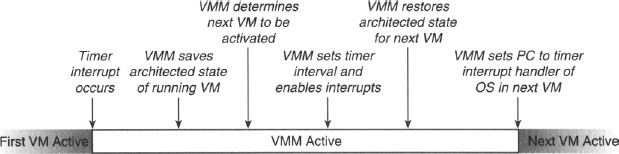 VMM determines
next VM to be
activated
VMM restores
architected state
for next VM
Timer
interrupt
occurs
VMM saves
architected state
of running VM
VMM sets timer
interval and
enables interrupts
VMM sets PC to timer
interrupt handler of
OS in next VM
First VM Active
VMM Active
Next VM Active